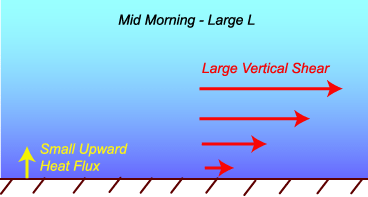 Mid Morning - Large L
Large Vertical Shear
Small Upward
Heat Flux